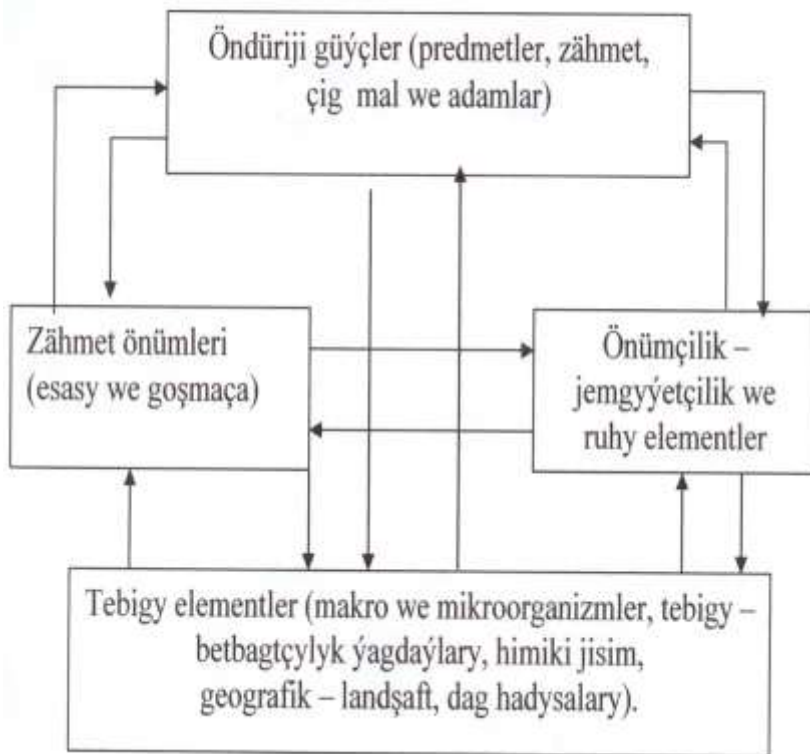 Öndüriji güýçler (predmetler, zähmet,
çig mal we adamlar)
Zähmet önümleri
(esasy we goşmaça)
Önümçilik –
jemgyýetçilik we
ruhy elementler
Tebigy elementler (makro we mikroorganizmler, tebigy –
betbagtçylyk ýagdaýlary, himiki jisim,
geografik – landşaft, dag hadysalary).